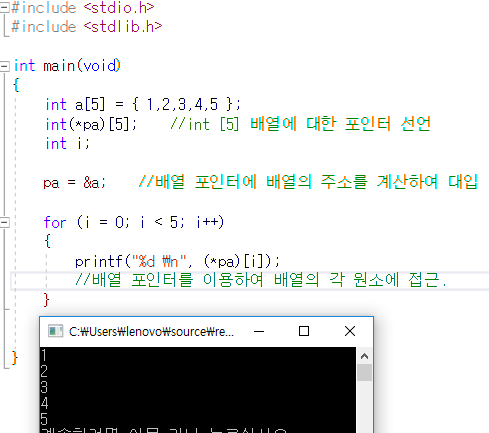 #include <stdio.h>
#include <stdlib.h>
int main(void)
{
int a[5] = { 1,2,3,4,5 };
int(*pa)[5];    //int [5] 배열에 대한 포인터 선언
int i;
pa = &a;    //배열 포인터에 배열의 주소를 계산하여 대입
for (i = 0; i < 5; i++)
{
printf("%d ₩n", (*pa)[i]);
//배열 포인터를 이용하여 배열의 각 원소에 접근.
}
}
C:₩Users₩lenovo₩source₩re...
1
2
3
4
5
계속하려면 아무 키나 누르십시오